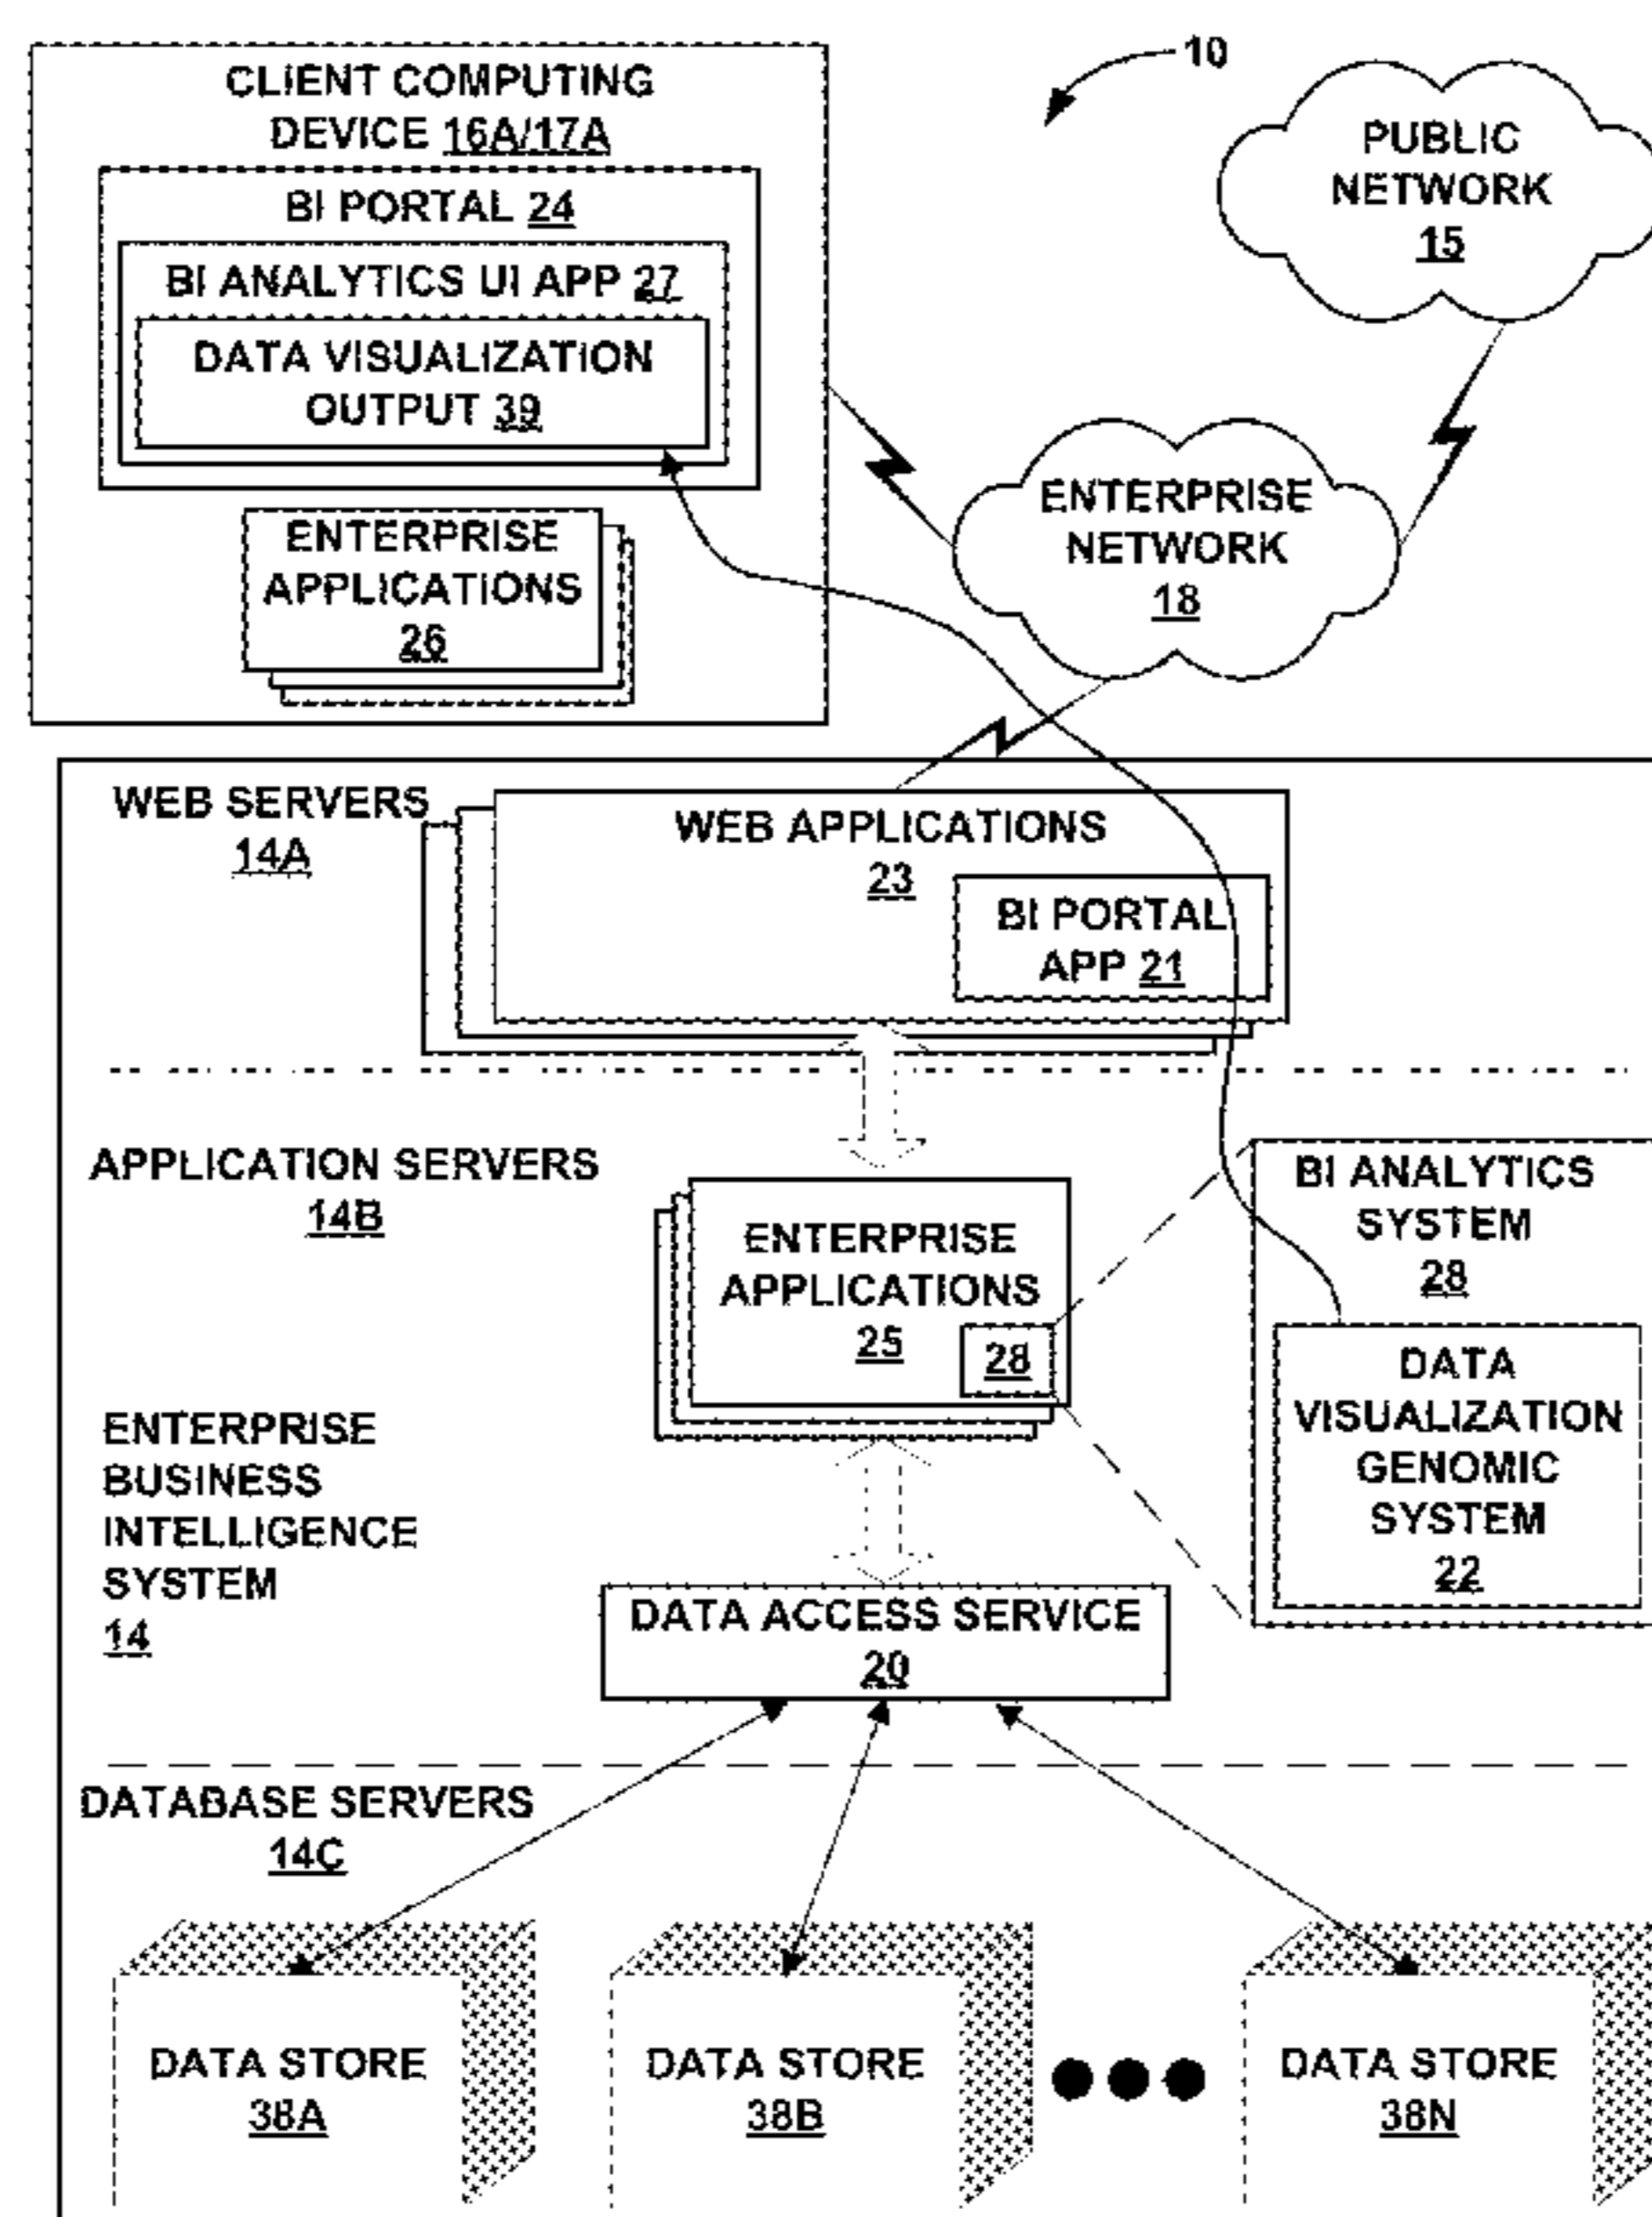 10
CLIENT COMPUTING
DEVICE 16A/17A
BI PORTAL 24
BI ANALYTICS UI APP 27
DATA VISUALIZATION
OUTPUT 39
ENTERPRISE
APPLICATIONS
26
PUBLIC
NETWORK
15
ENTERPRISE
NETWORK
18
WEB SERVERS
14A
WEB APPLICATIONS
23
BI PORTAL
APP 21
APPLICATION SERVERS
14B
ENTERPRISE
APPLICATIONS
25
28
BI ANALYTICS
SYSTEM
28
DATA
VISUALIZATION
GENOMIC
SYSTEM
22
ENTERPRISE
BUSINESS
INTELLIGENCE
SYSTEM
14
DATA ACCESS SERVICE
20
DATABASE SERVERS
14C
DATA STORE
38A
DATA STORE
38B
DATA STORE
38N